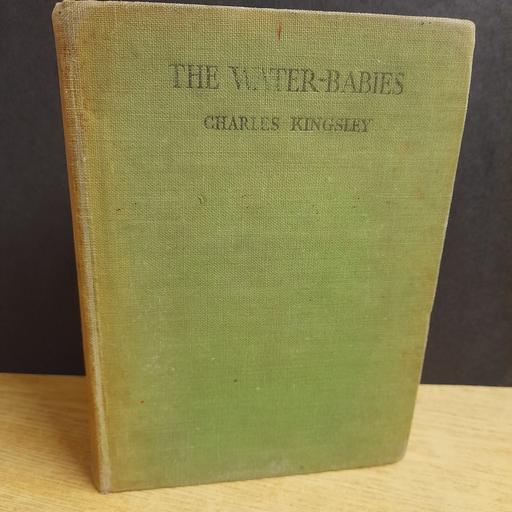 THE WATER-BABIES
CHARLES KINGSLEY